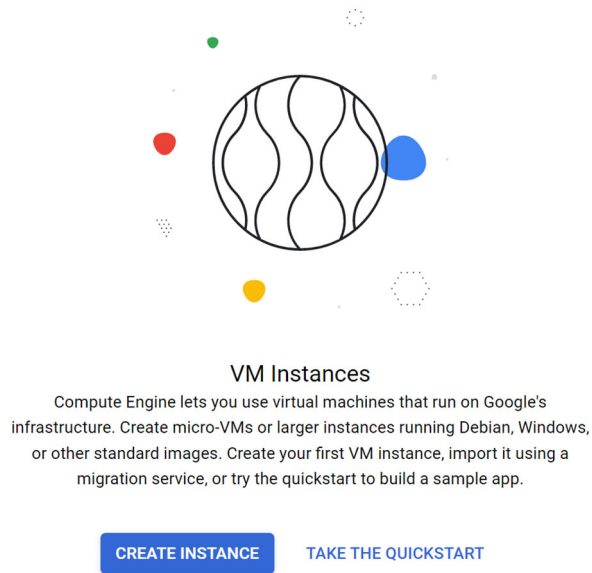 VM Instances
Compute Engine lets you use virtual machines that run on Google's
infrastructure. Create micro-VMs or larger instances running Debian, Windows,
or other standard images. Create your first VM instance, import it using a
migration service, or try the quickstart to build a sample app.
CREATE INSTANCE TAKE THE QUICKSTART